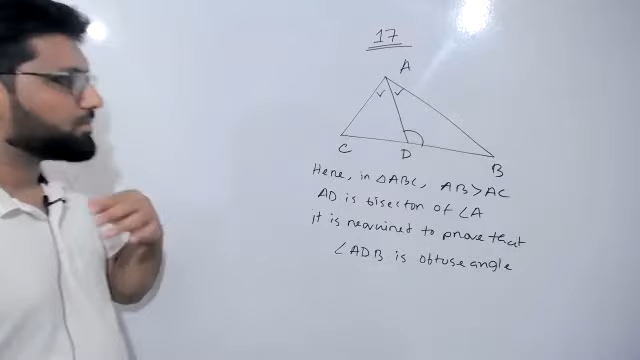 17
A
C
D
B
Here, in △ABC, AB>AC
AD is bisector of ∠A
It is required to prove that
∠ADB is obtuse angle